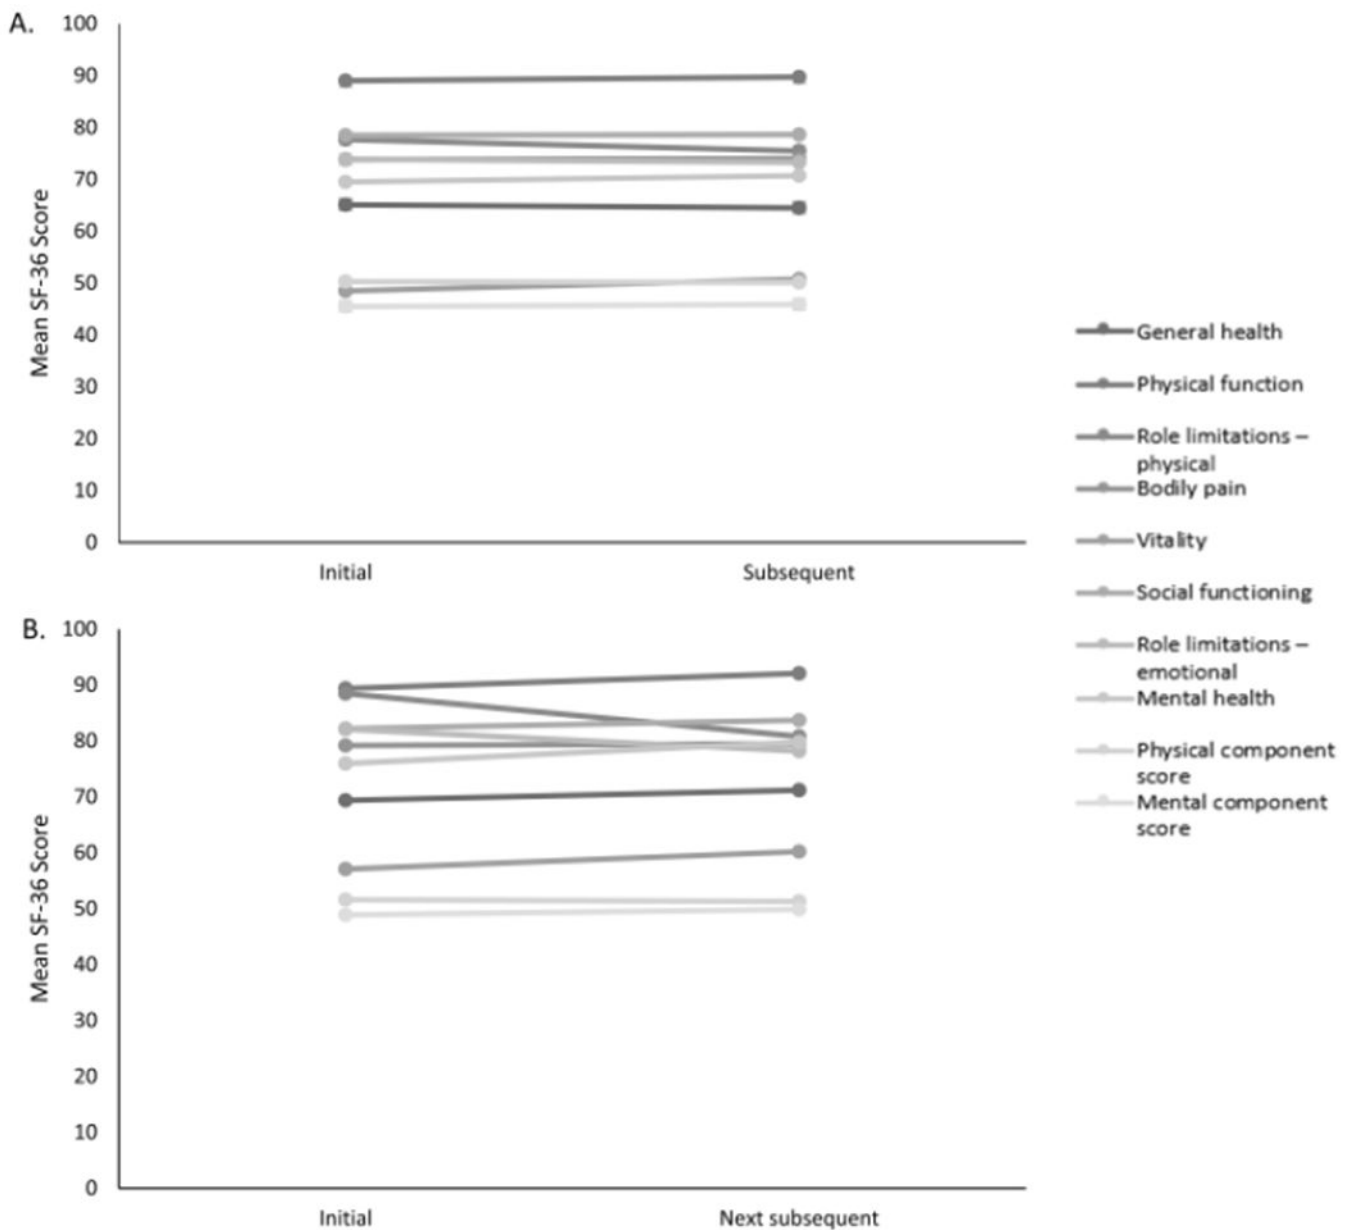 A.
100
90
80
70
60
50
40
30
20
10
0
Mean SF-36 Score
Initial
Subsequent
General health
Physical function
Role limitations –
physical
Bodily pain
Vitality
Social functioning
Role limitations –
emotional
Mental health
Physical component
score
Mental component
score
B.
100
90
80
70
60
50
40
30
20
10
0
Mean SF-36 Score
Initial
Next subsequent